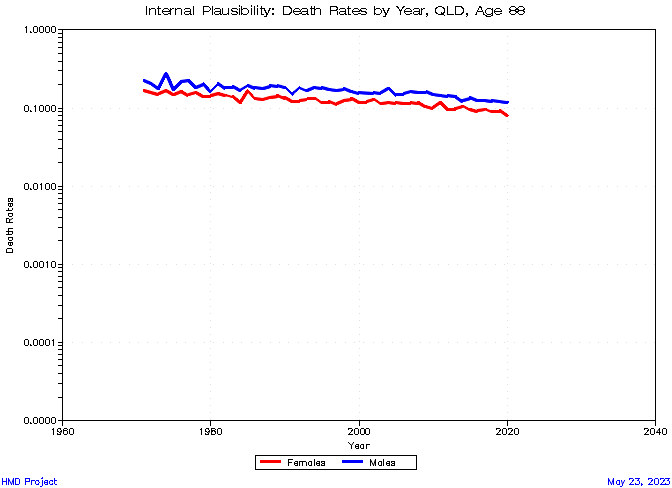 Internal Plausibility: Death Rates by Year, QLD, Age 88
1.0000
0.1000
0.0100
0.0010
0.0001
0.0000
Death Rates
1960 1980 2000 2020 2040
Year
Females Males
HMD Project May 23, 2023